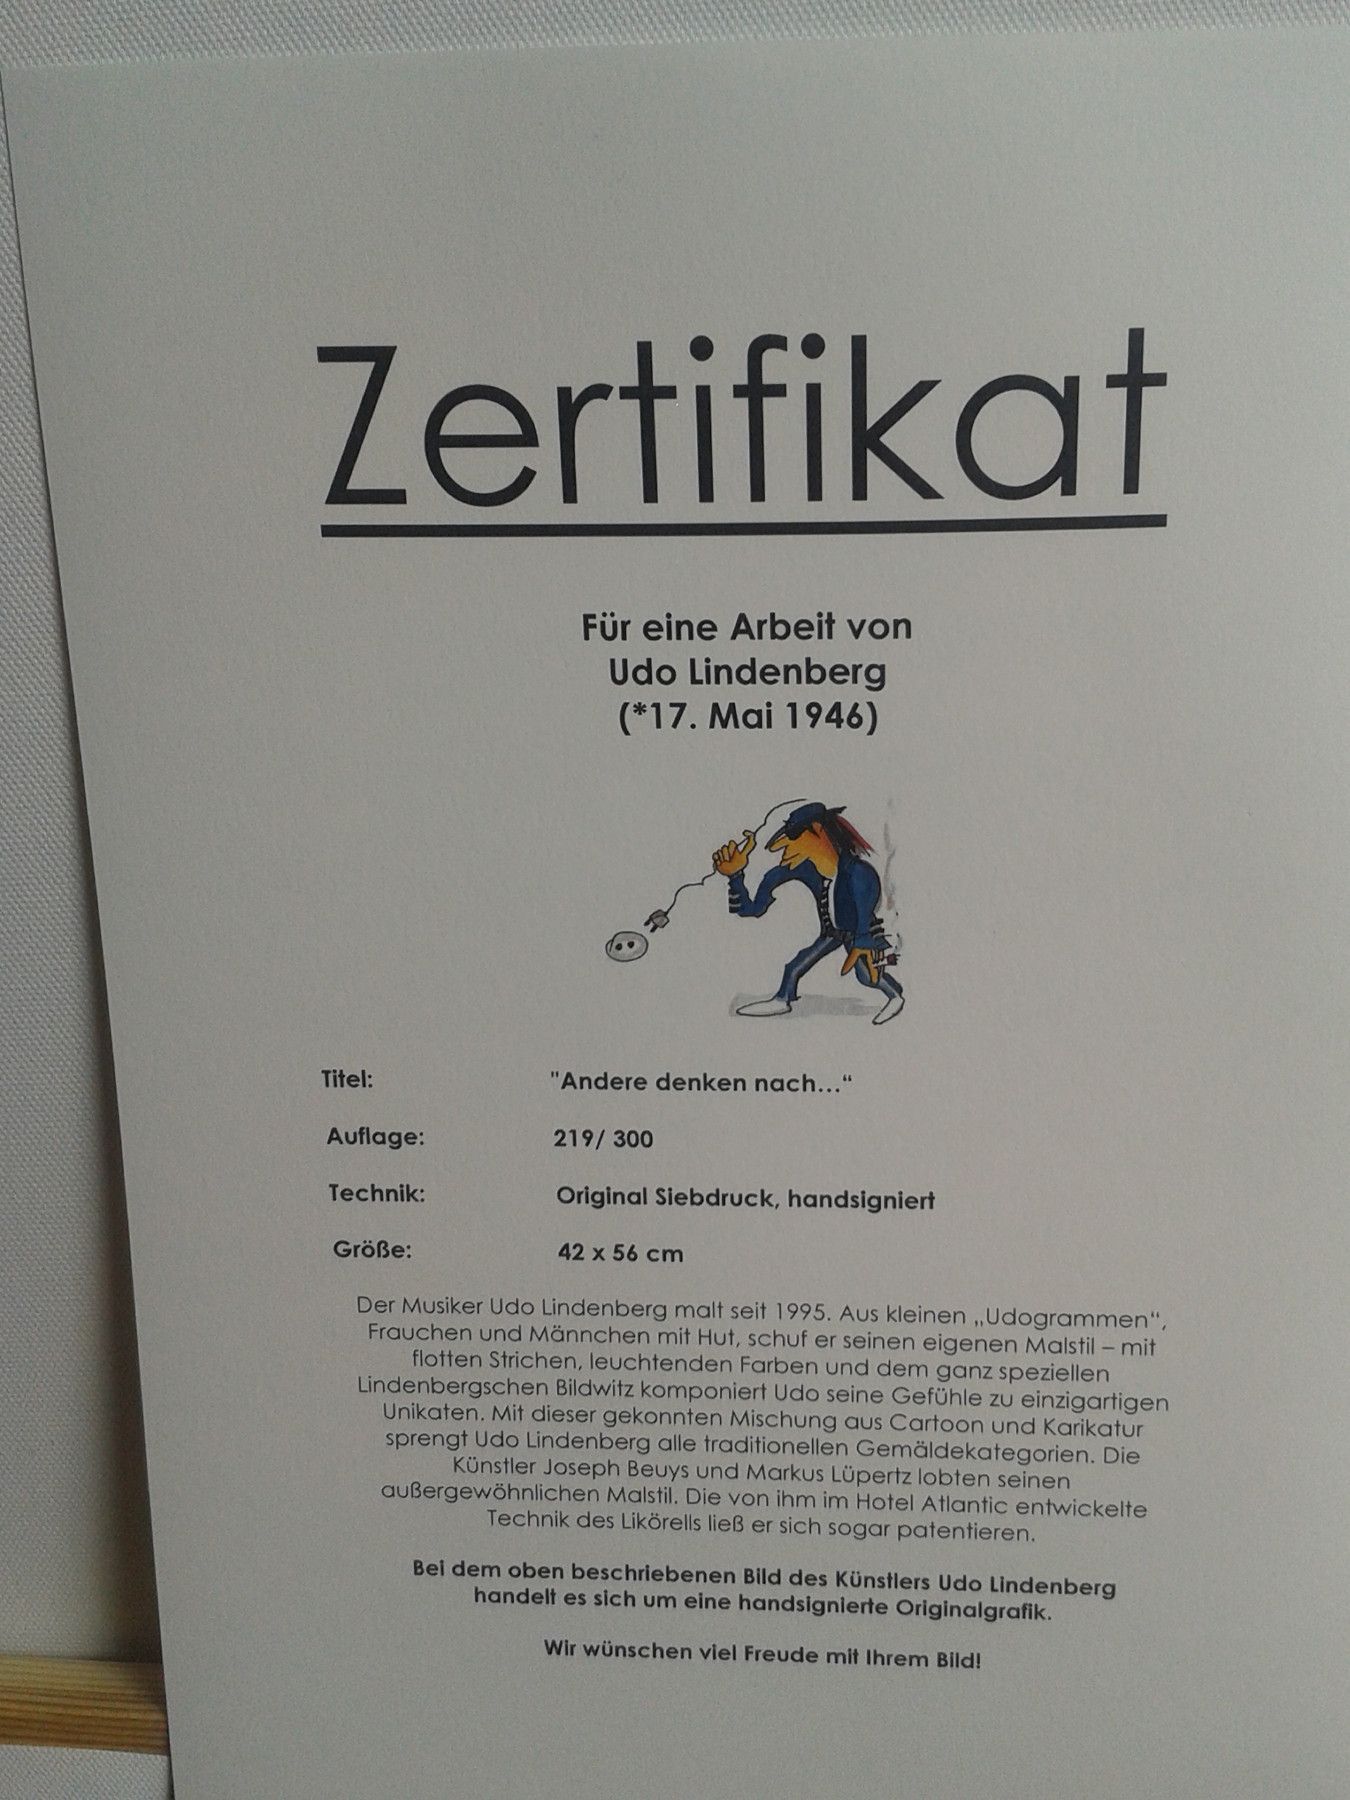 Zertifikat
Für eine Arbeit von
Udo Lindenberg
(*17. Mai 1946)
Titel: "Andere denken nach...“
Auflage: 219/ 300
Technik: Original Siebdruck, handsigniert
Größe: 42 x 56 cm
Der Musiker Udo Lindenberg malt seit 1995. Aus kleinen „Udogrammen“,
Frauchen und Männchen mit Hut, schuf er seinen eigenen Malstil – mit
flotten Strichen, leuchtenden Farben und dem ganz speziellen
Lindenbergschen Bildwitz komponiert Udo seine Gefühle zu einzigartigen
Unikaten. Mit dieser gekonnten Mischung aus Cartoon und Karikatur
sprengt Udo Lindenberg alle traditionellen Gemäldekategorien. Die
Künstler Joseph Beuys und Markus Lüpertz lobten seinen
außergewöhnlichen Malstil. Die von ihm im Hotel Atlantic entwickelte
Technik des Likörells ließ er sich sogar patentieren.
Bei dem oben beschriebenen Bild des Künstlers Udo Lindenberg
handelt es sich um eine handsignierte Originalgrafik.
Wir wünschen viel Freude mit Ihrem Bild!